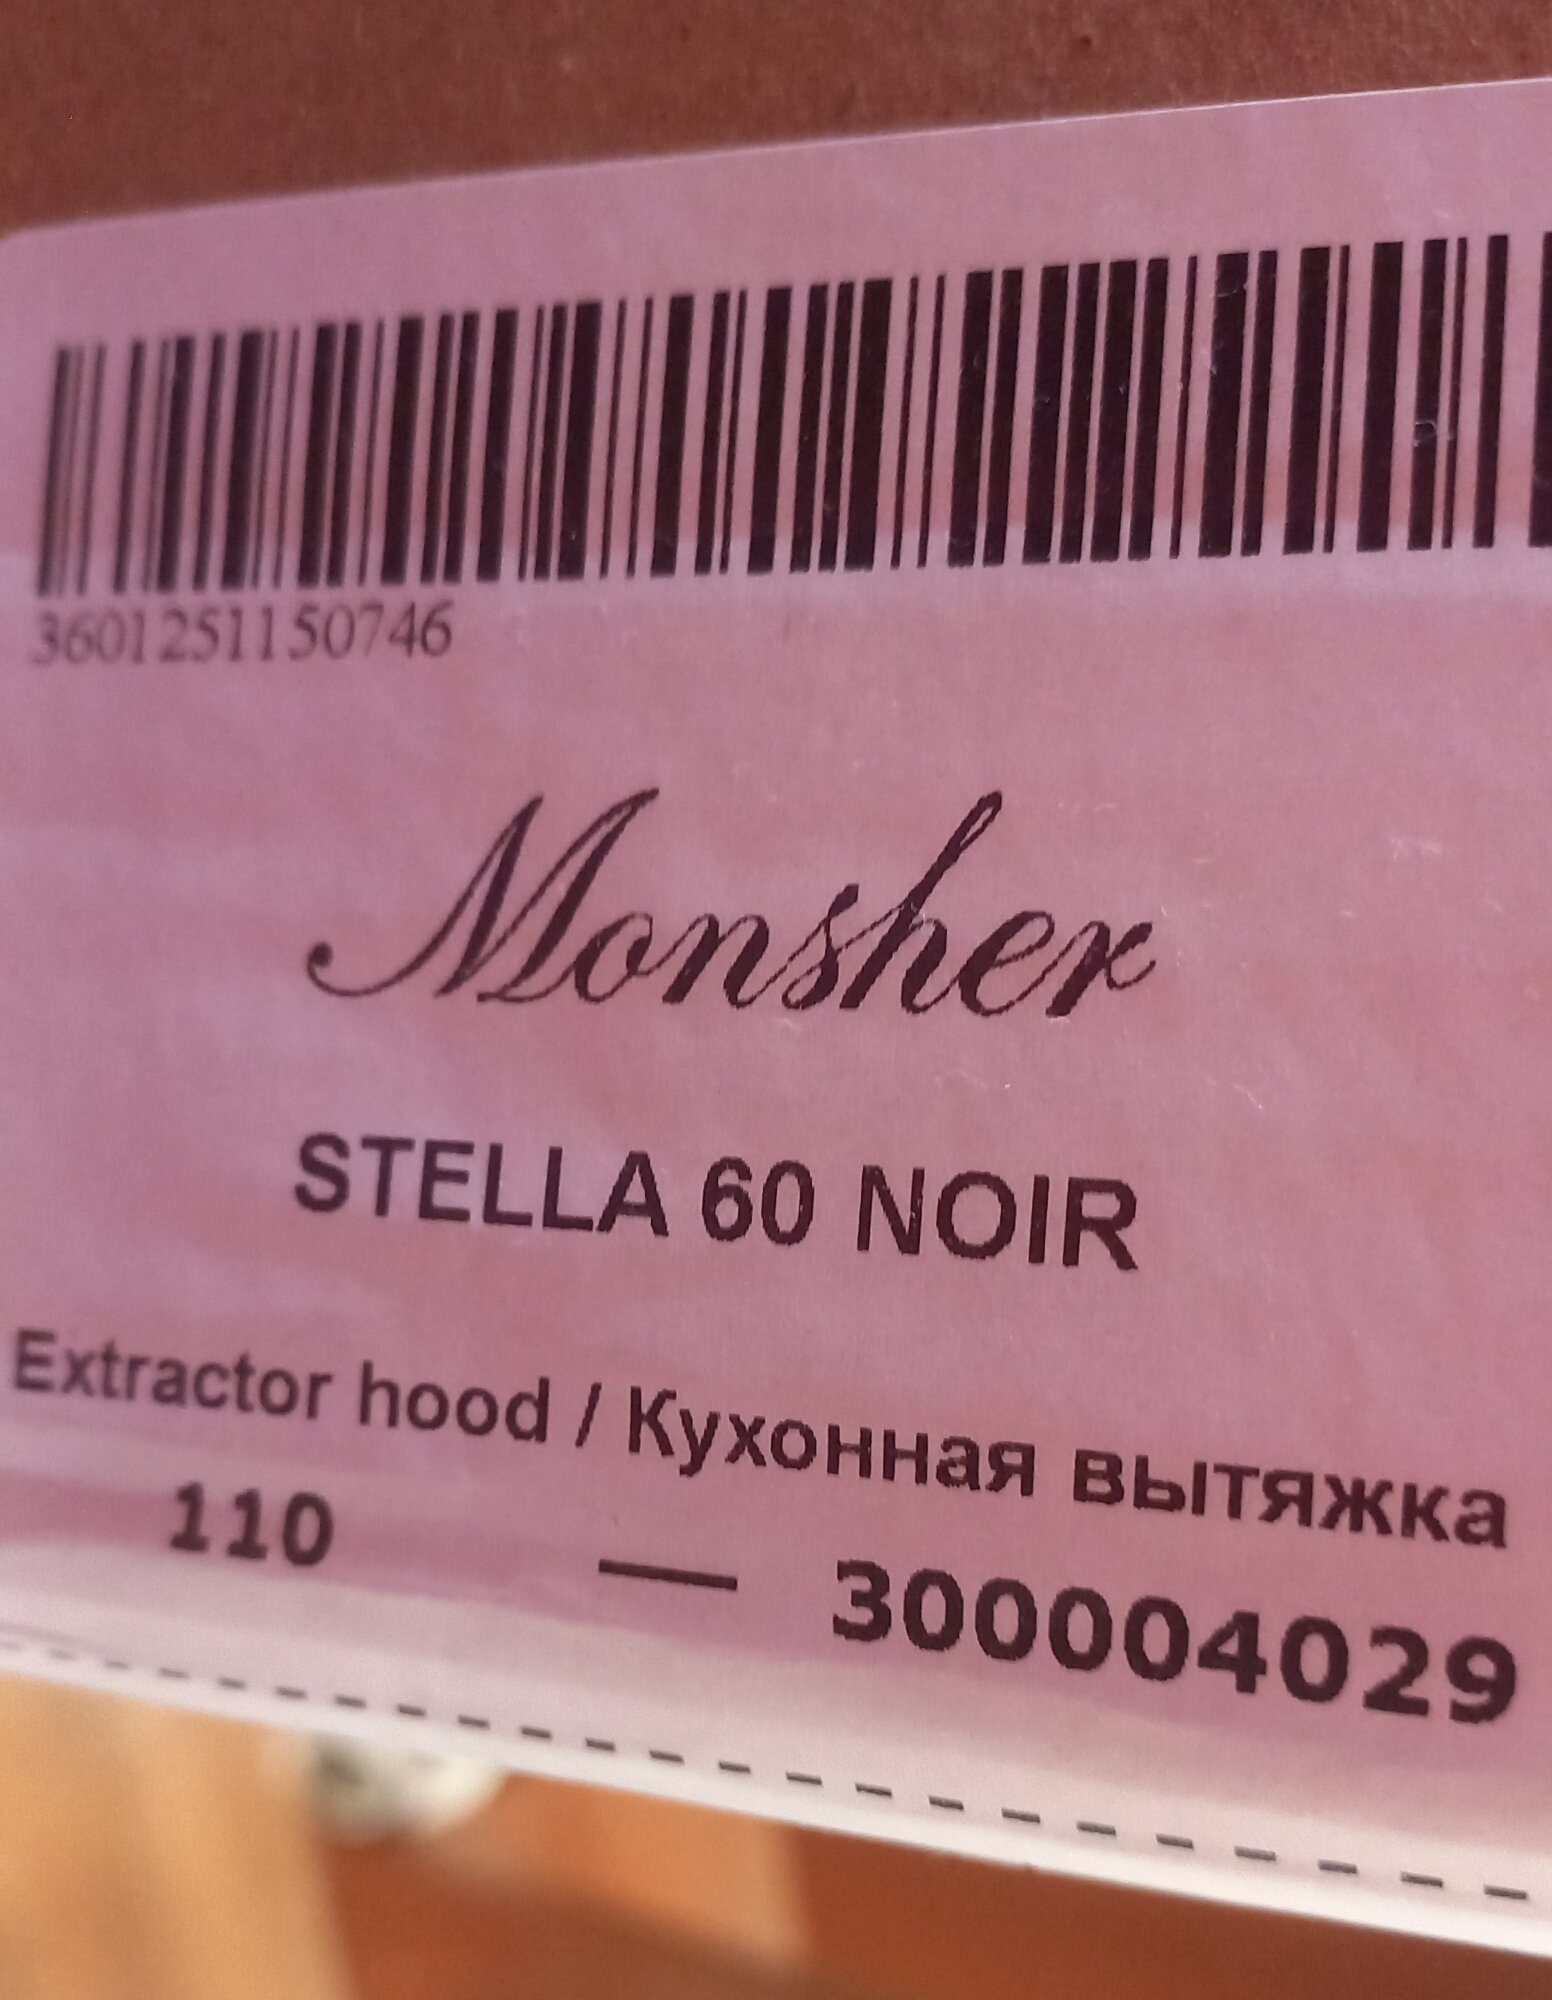 3601251150746
Monsher
STELLA 60 NOIR
Extractor hood / Кухонная вытяжка
110 — 300004029